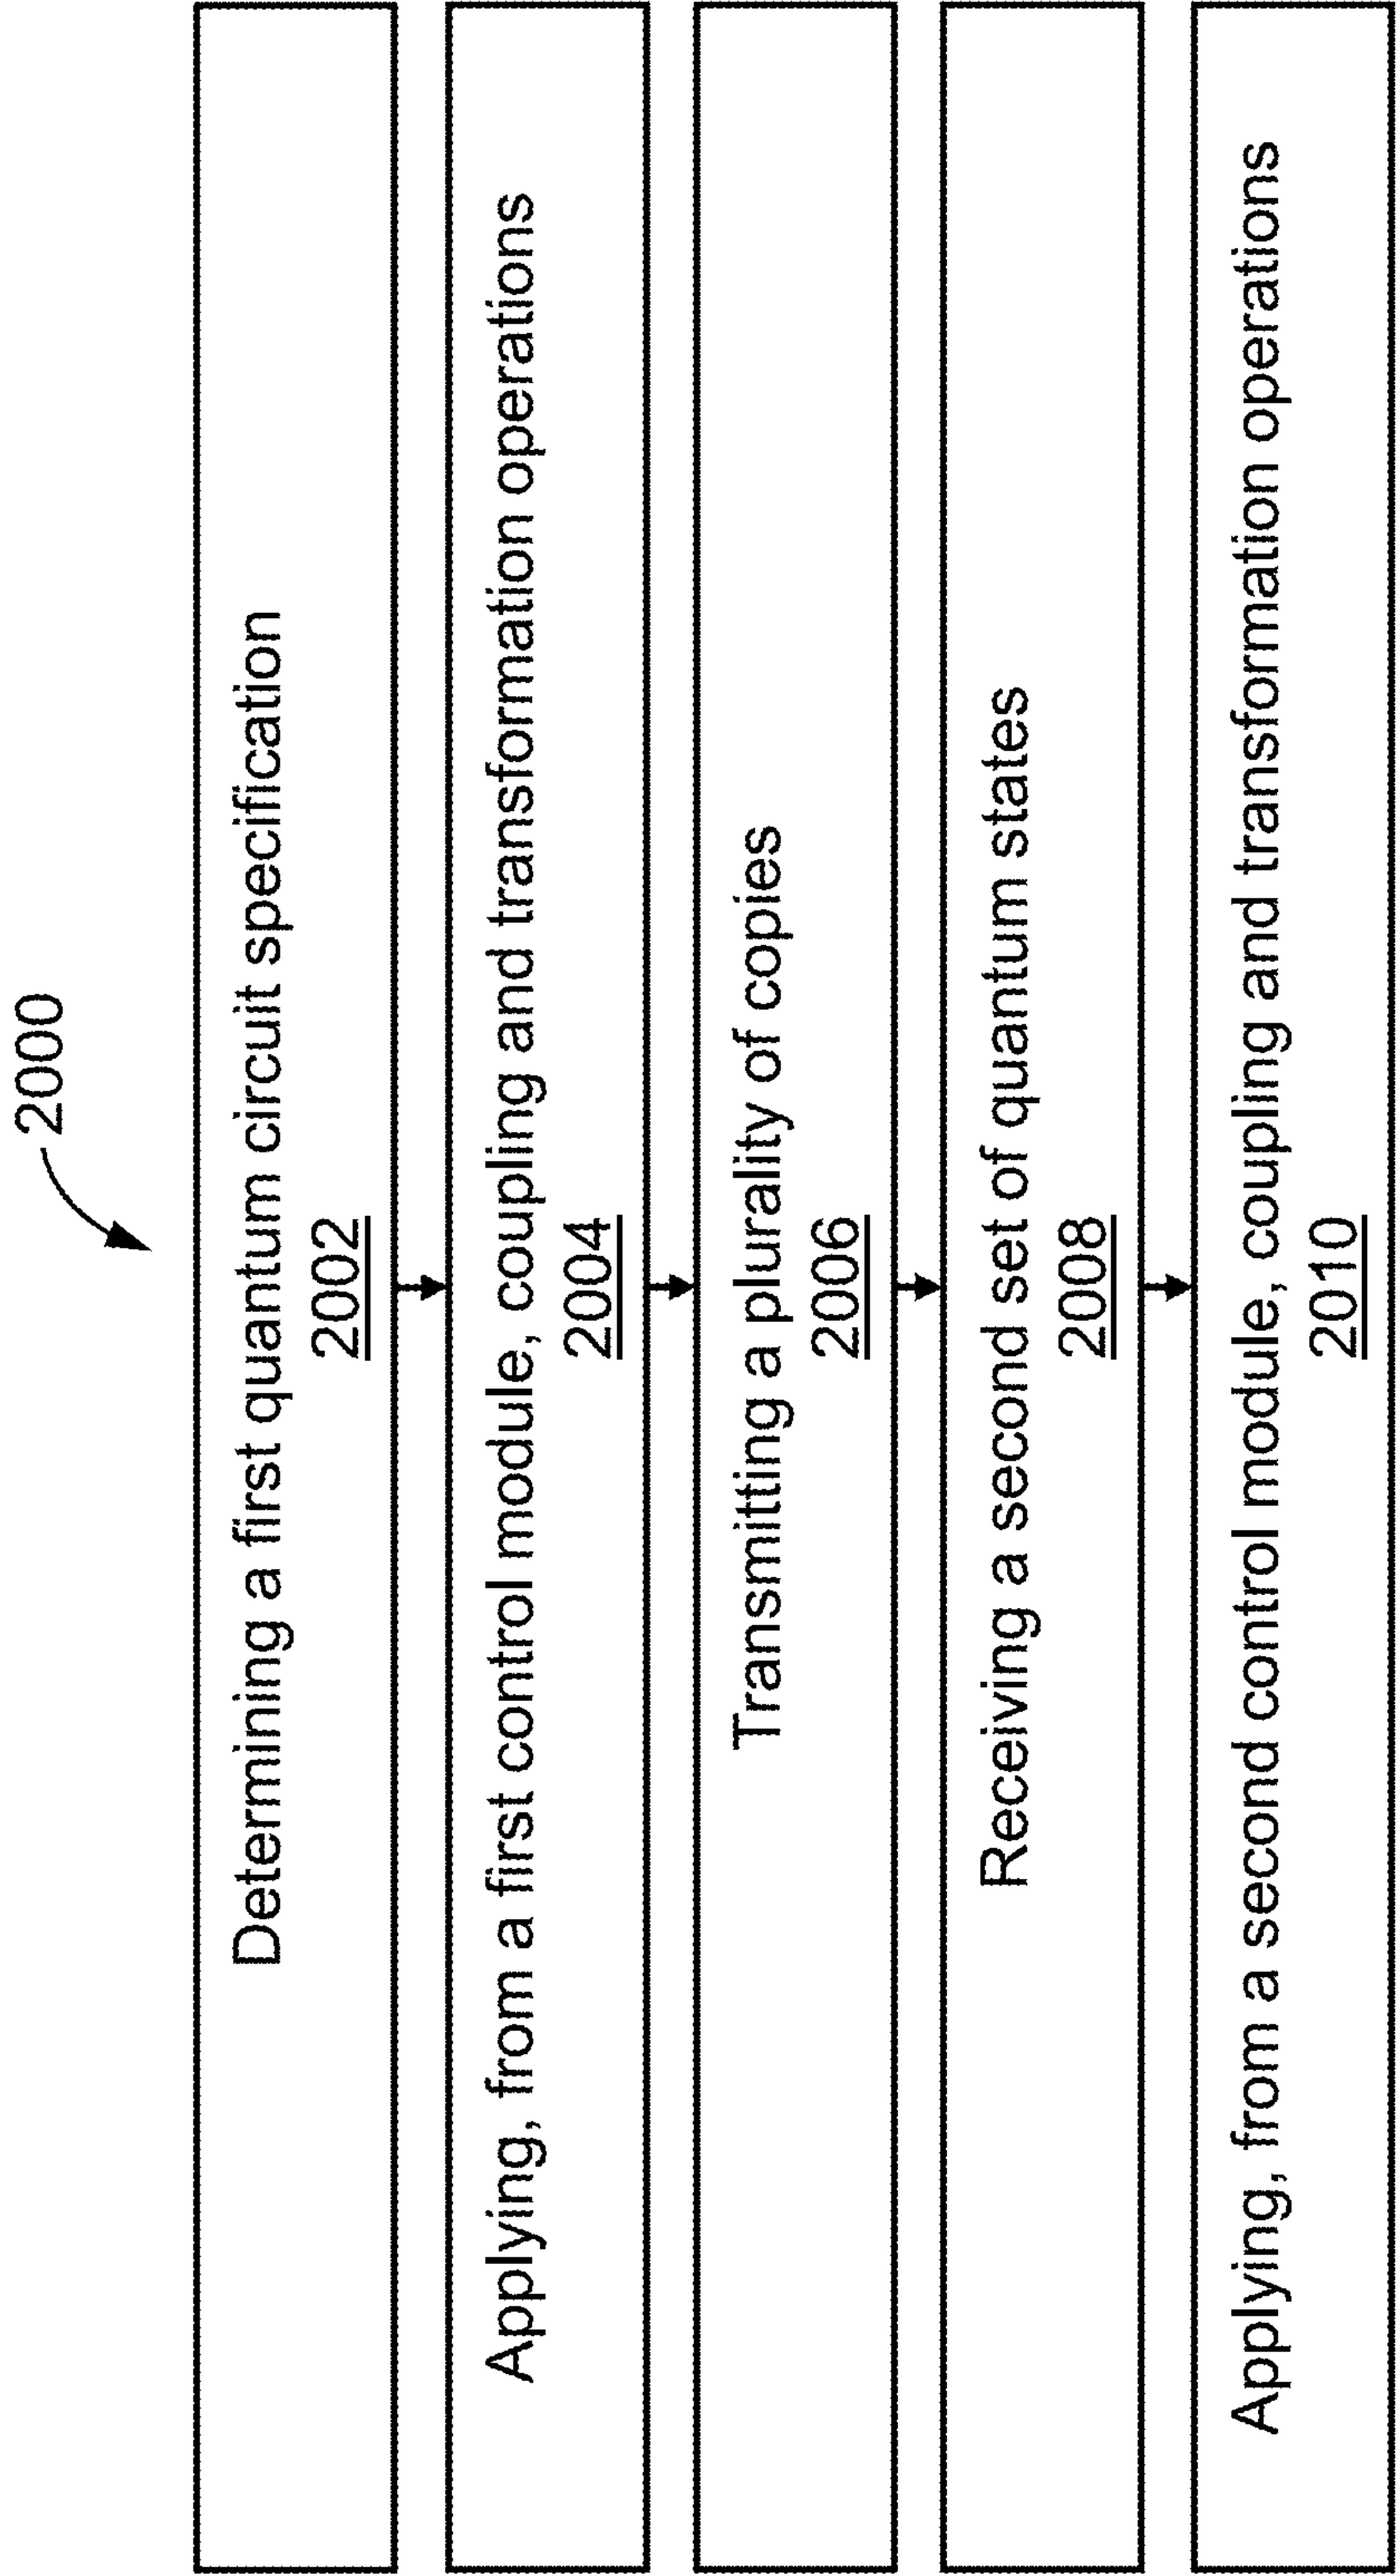 2000
Determining a first quantum circuit specification
2002
Applying, from a first control module, coupling and transformation operations
2004
Transmitting a plurality of copies
2006
Receiving a second set of quantum states
2008
Applying, from a second control module, coupling and transformation operations
2010